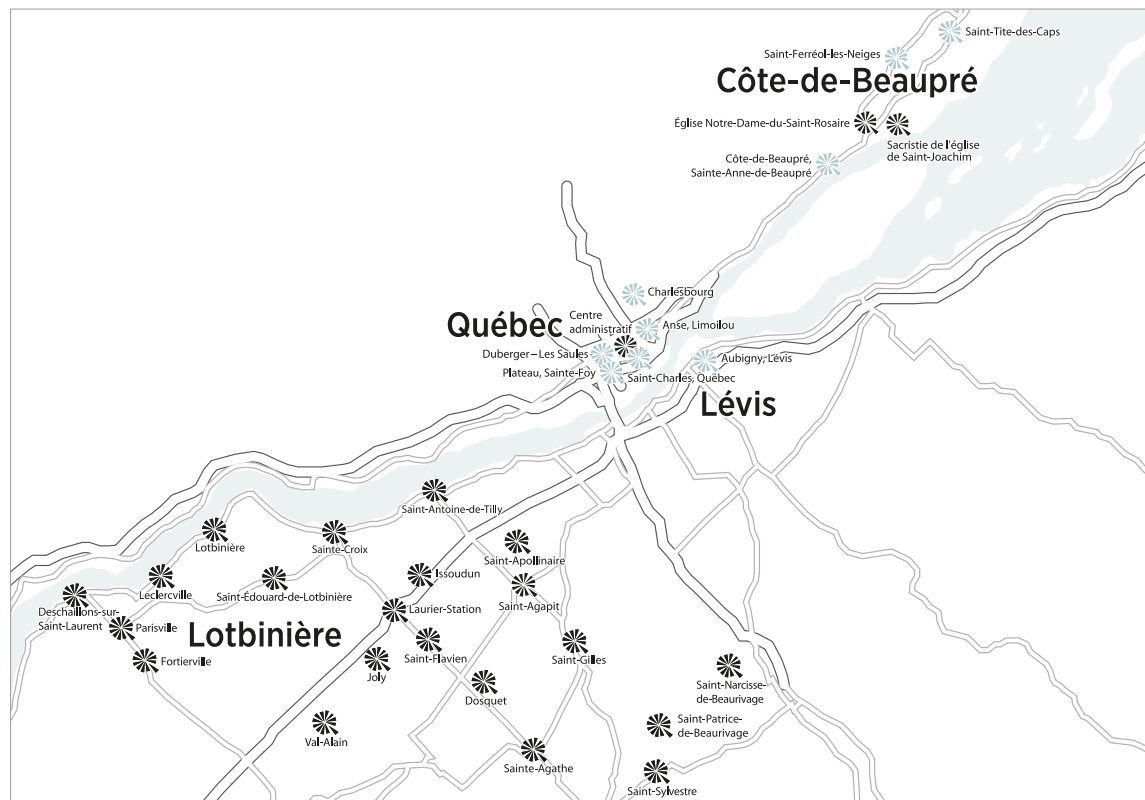 Saint-Tite-des-Caps
Saint-Ferréol-les-Neiges
Côte-de-Beaupré
Église Notre-Dame-du-Saint-Rosaire
Sacristie de l'église
de Saint-Joachim
Côte-de-Beaupré,
Sainte-Anne-de-Beaupré
Charlesbourg
Québec
Centre
administratif
Anse, Limoilou
Duberger–Les Saules
Plateau, Sainte-Foy
Saint-Charles, Québec
Aubigny, Lévis
Lévis
Saint-Antoine-de-Tilly
Lotbinière
Sainte-Croix
Saint-Apollinaire
Issoudun
Leclercville
Saint-Édouard-de-Lotbinière
Saint-Agapit
Deschaillons-sur-
Saint-Laurent
Parisville
Lotbinière
Laurier-Station
Fortierville
Saint-Flavien
Saint-Gilles
Joly
Dosquet
Saint-Narcisse-
de-Beaurivage
Saint-Patrice-
de-Beaurivage
Val-Alain
Sainte-Agathe
Saint-Sylvestre